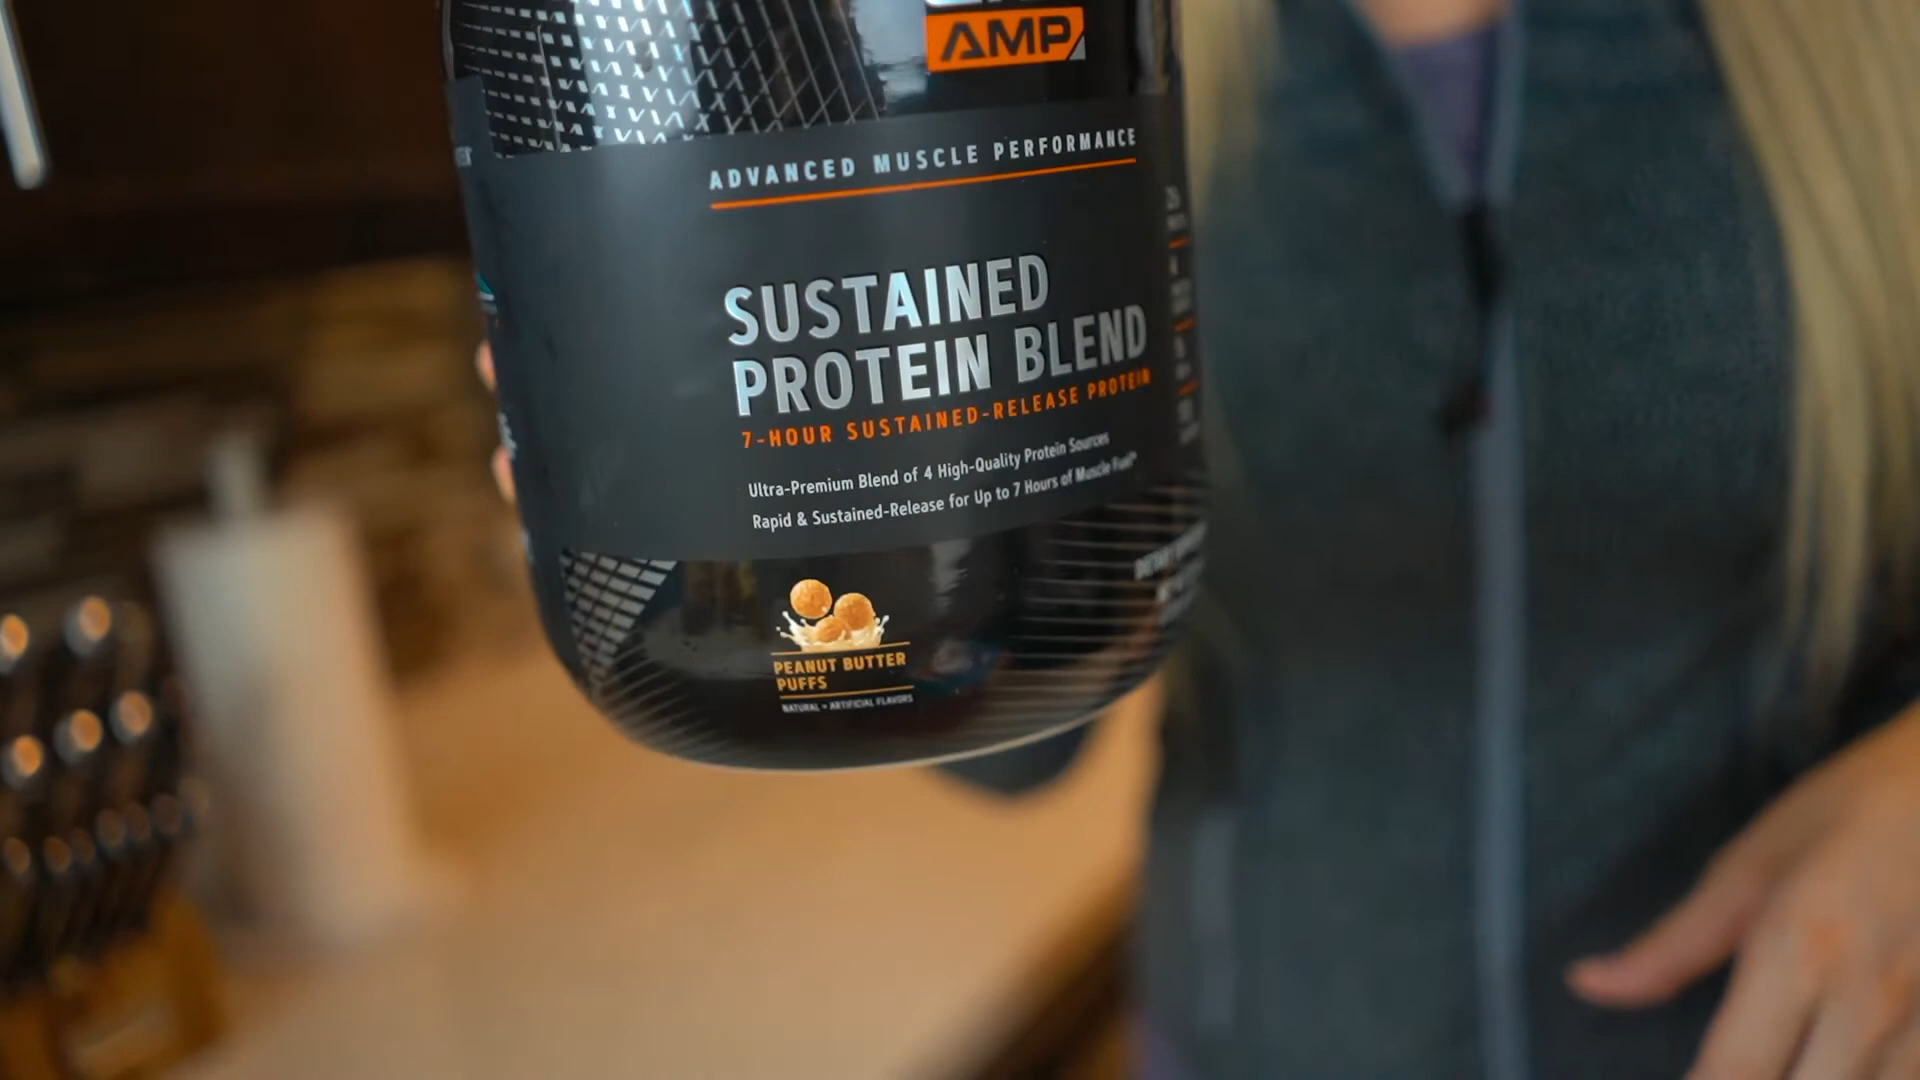 AMP
ADVANCED MUSCLE PERFORMANCE
SUSTAINED
PROTEIN BLEND
7-HOUR SUSTAINED-RELEASE PROTEIN
Ultra-Premium Blend of 4 High-Quality Protein Sources
Rapid & Sustained-Release for Up to 7 Hours of Muscle Fuel*
PEANUT BUTTER
PUFFS
NATURAL + ARTIFICIAL FLAVORS